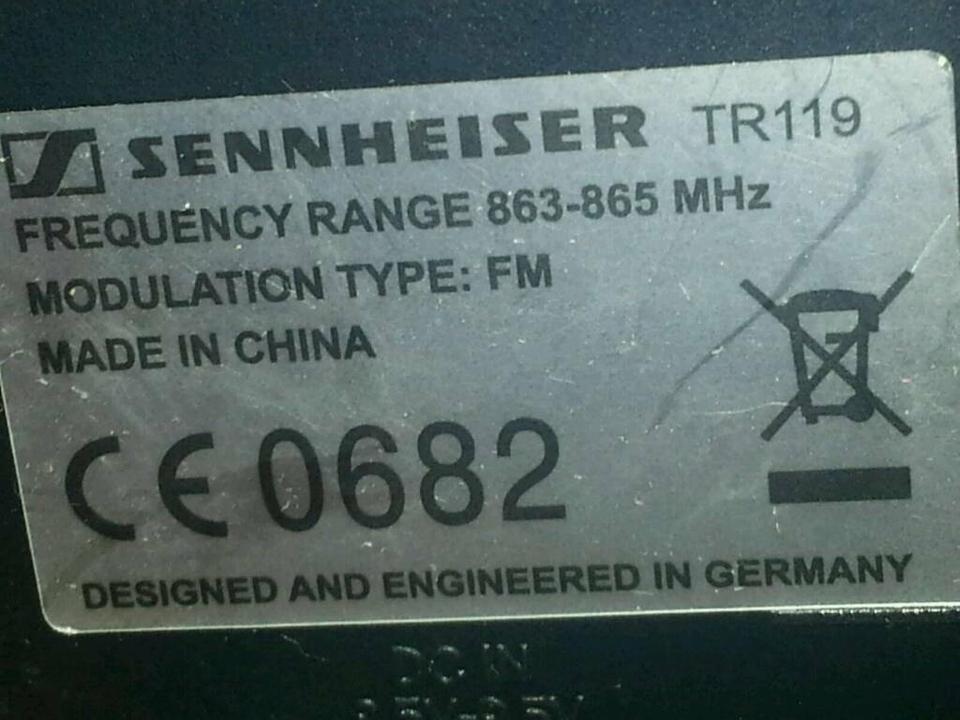 SENNHEISER TR119
FREQUENCY RANGE 863-865 MHz
MODULATION TYPE: FM
MADE IN CHINA
CE 0682
DESIGNED AND ENGINEERED IN GERMANY
DC IN